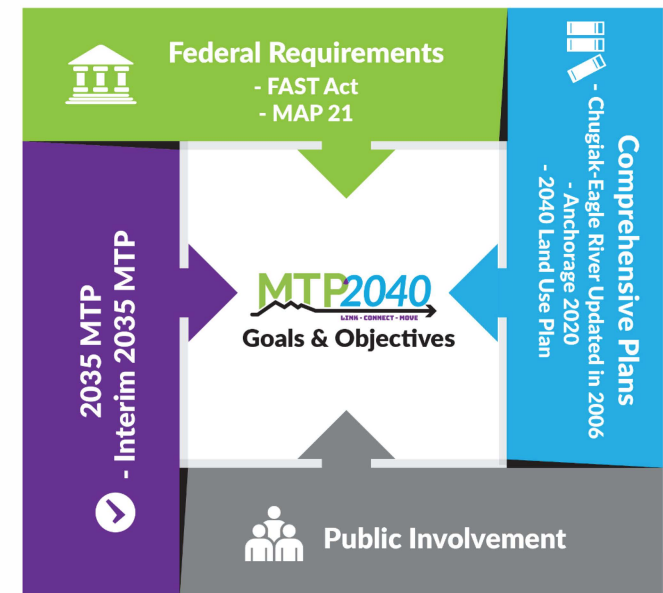 Federal Requirements
- FAST Act
- MAP 21
Comprehensive Plans
- Chugiak-Eagle River Updated in 2006
- Anchorage 2020
- 2040 Land Use Plan
2035 MTP
- Interim 2035 MTP
MTP2040
LINK - CONNECT - MOVE
Goals & Objectives
Public Involvement